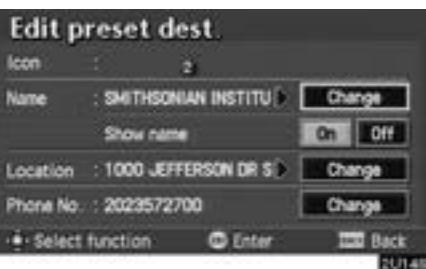 Edit preset dest.
Icon : 2
Name : SMITHSONIAN INSTITU Change
Show name On Off
Location : 1000 JEFFERSON DR S Change
Phone No. : 2023572700 Change
Select function Enter Back
2U148